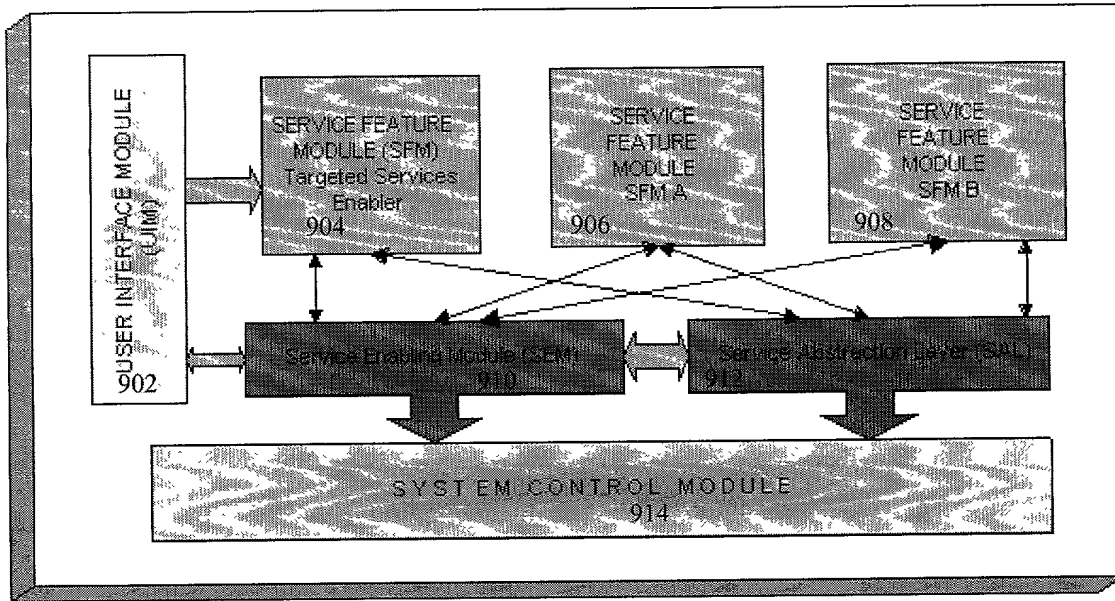 USER INTERFACE MODULE
(UIM)
902
SERVICE FEATURE
MODULE (SFM)
Targeted Services
Enabler
904
SERVICE
FEATURE
MODULE
SFM A
906
SERVICE
FEATURE
MODULE
SFM B
908
Service Enabling Module (SEM)
910
Service Abstraction Layer (SAL)
912
SYSTEM CONTROL MODULE
914